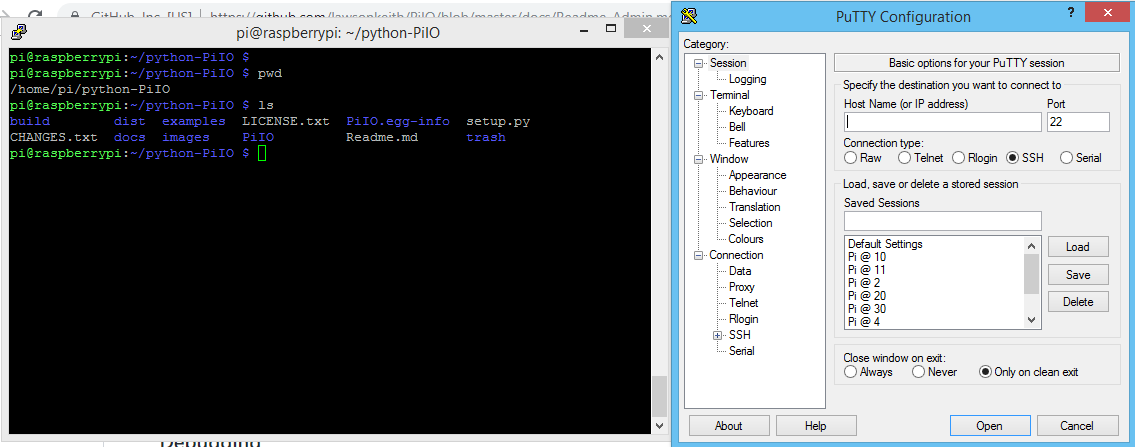 GitHub, Inc. [US] https://github.com/lawsonkeith/PiIO/blob/master/docs/Readme-Admin.md
pi@raspberrypi: ~/python-PiIO
pi@raspberrypi:~/python-PiIO $
pi@raspberrypi:~/python-PiIO $ pwd
/home/pi/python-PiIO
pi@raspberrypi:~/python-PiIO $ ls
build dist examples LICENSE.txt PiIO.egg-info setup.py
CHANGES.txt docs images PiIO Readme.md trash
pi@raspberrypi:~/python-PiIO $
Debugging
PuTTY Configuration
?
Category:
Session
Logging
Terminal
Keyboard
Bell
Features
Window
Appearance
Behaviour
Translation
Selection
Colours
Connection
Data
Proxy
Telnet
Rlogin
SSH
Serial
Basic options for your PuTTY session
Specify the destination you want to connect to
Host Name (or IP address) Port
22
Connection type:
Raw Telnet Rlogin SSH Serial
Load, save or delete a stored session
Saved Sessions
Default Settings
Pi @ 10
Pi @ 11
Pi @ 2
Pi @ 20
Pi @ 30
Pi @ 4
Load
Save
Delete
Close window on exit:
Always Never Only on clean exit
About Help Open Cancel